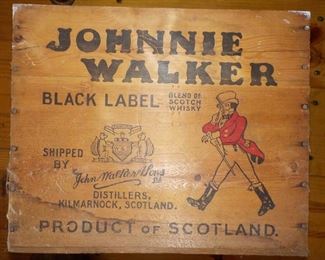 JOHNNIE
WALKER
BLACK LABEL BLEND OF
SCOTCH
WHISKY
SHIPPED
BY
John Walker & Sons
Ltd
DISTILLERS,
KILMARNOCK, SCOTLAND.
PRODUCT OF SCOTLAND.